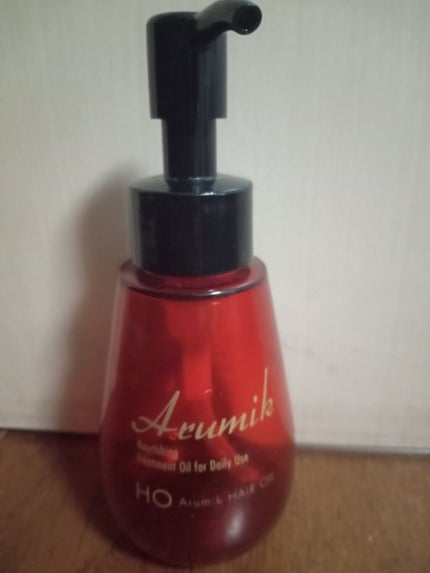 Arumik
Nourishing
Treatment Oil for Daily Use
HO Arumik HAIR OIL